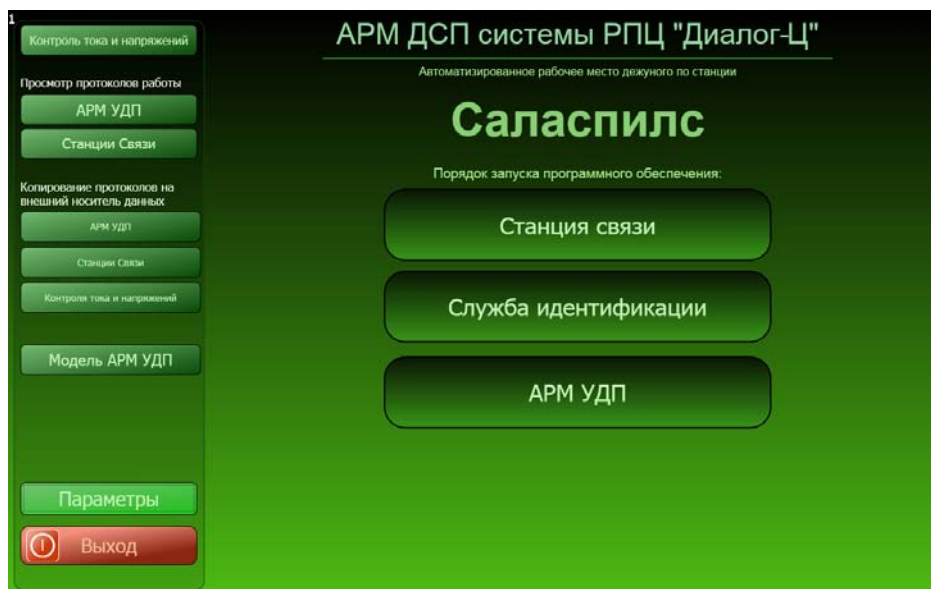 1
Контроль тока и напряжений
Просмотр протоколов работы
АРМ УДП
Станции Связи
Копирование протоколов на
внешний носитель данных
АРМ УДП
Станции Связи
Контроля тока и напряжений
Модель АРМ УДП
Параметры
Выход
АРМ ДСП системы РПЦ "Диалог-Ц"
Автоматизированное рабочее место дежуного по станции
Саласпилс
Порядок запуска программного обеспечения:
Станция связи
Служба идентификации
АРМ УДП